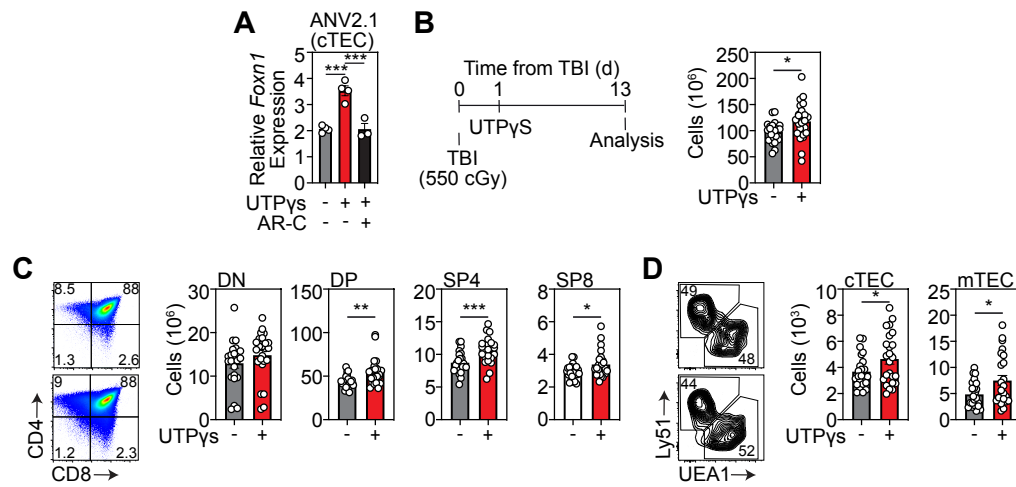 A
ANV2.1
(cTEC)
***
***
Relative Foxn1
Expression
5
4
3
2
1
0
UTPγs - + +
AR-C - - +
B
Time from TBI (d)
0 1 13
UTPγS
Analysis
TBI
(550 cGy)
*
Cells (10⁶)
250
200
150
100
50
0
UTPγs - +
C
8.5 88
1.3 2.6
9 88
1.2 2.3
CD4
CD8
DN
Cells (10⁶)
30
20
10
0
UTPγs - +
DP
**
150
100
50
0
- +
SP4
***
15
10
5
0
- +
SP8
*
9
6
3
0
- +
D
49
48
44
52
Ly51
UEA1
cTEC
*
Cells (10³)
10
8
6
4
2
0
UTPγs - +
mTEC
*
25
20
15
10
5
0
- +